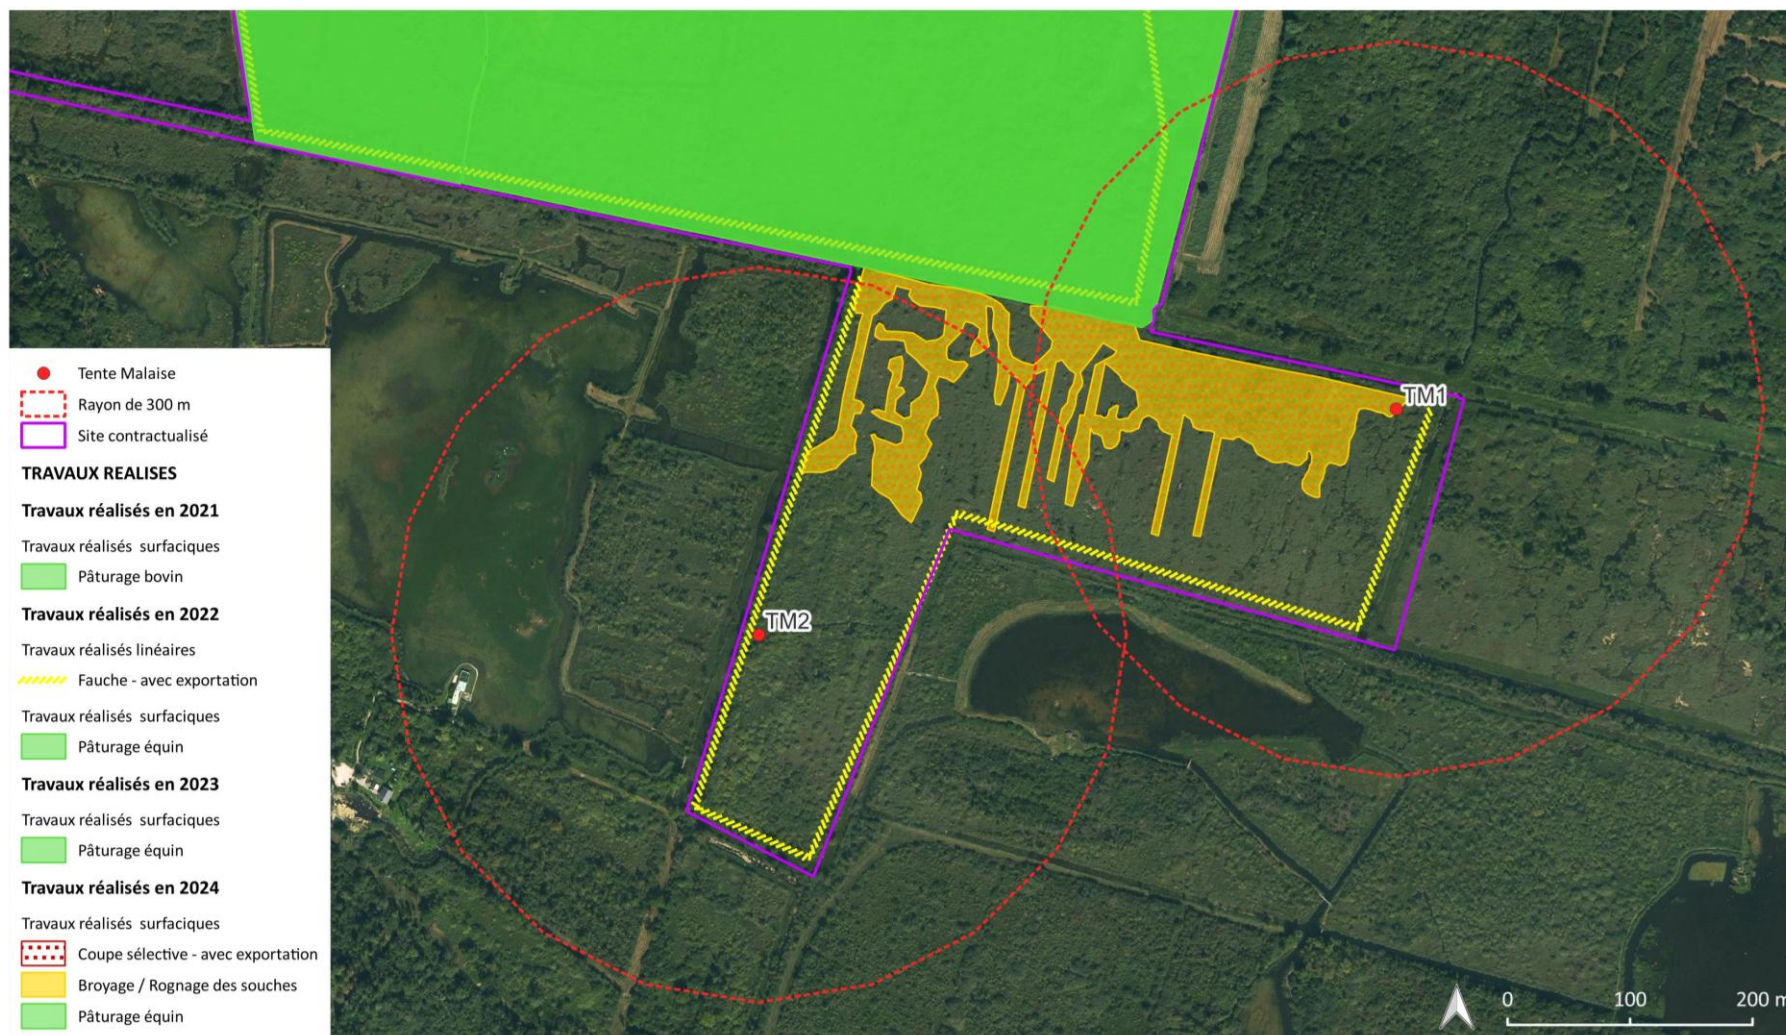 Tente Malaise
Rayon de 300 m
Site contractualisé
TRAVAUX REALISES
Travaux réalisés en 2021
Travaux réalisés surfaciques
Pâturage bovin
Travaux réalisés en 2022
Travaux réalisés linéaires
Fauche - avec exportation
Travaux réalisés surfaciques
Pâturage équin
Travaux réalisés en 2023
Travaux réalisés surfaciques
Pâturage équin
Travaux réalisés en 2024
Travaux réalisés surfaciques
Coupe sélective - avec exportation
Broyage / Rognage des souches
Pâturage équin
TM1
TM2
0 100 200 m